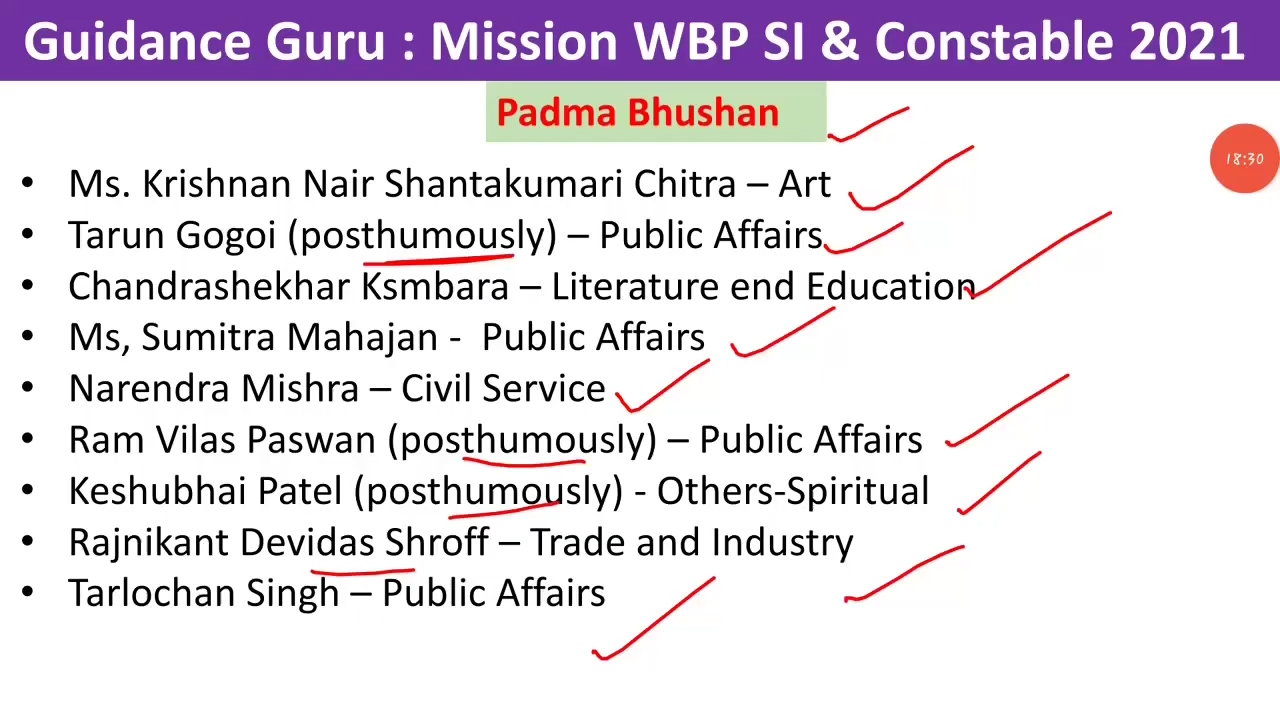 Guidance Guru : Mission WBP SI & Constable 2021
Padma Bhushan
18:30
• Ms. Krishnan Nair Shantakumari Chitra – Art
• Tarun Gogoi (posthumously) – Public Affairs
• Chandrashekhar Ksmbara – Literature end Education
• Ms, Sumitra Mahajan - Public Affairs
• Narendra Mishra – Civil Service
• Ram Vilas Paswan (posthumously) – Public Affairs
• Keshubhai Patel (posthumously) - Others-Spiritual
• Rajnikant Devidas Shroff – Trade and Industry
• Tarlochan Singh – Public Affairs